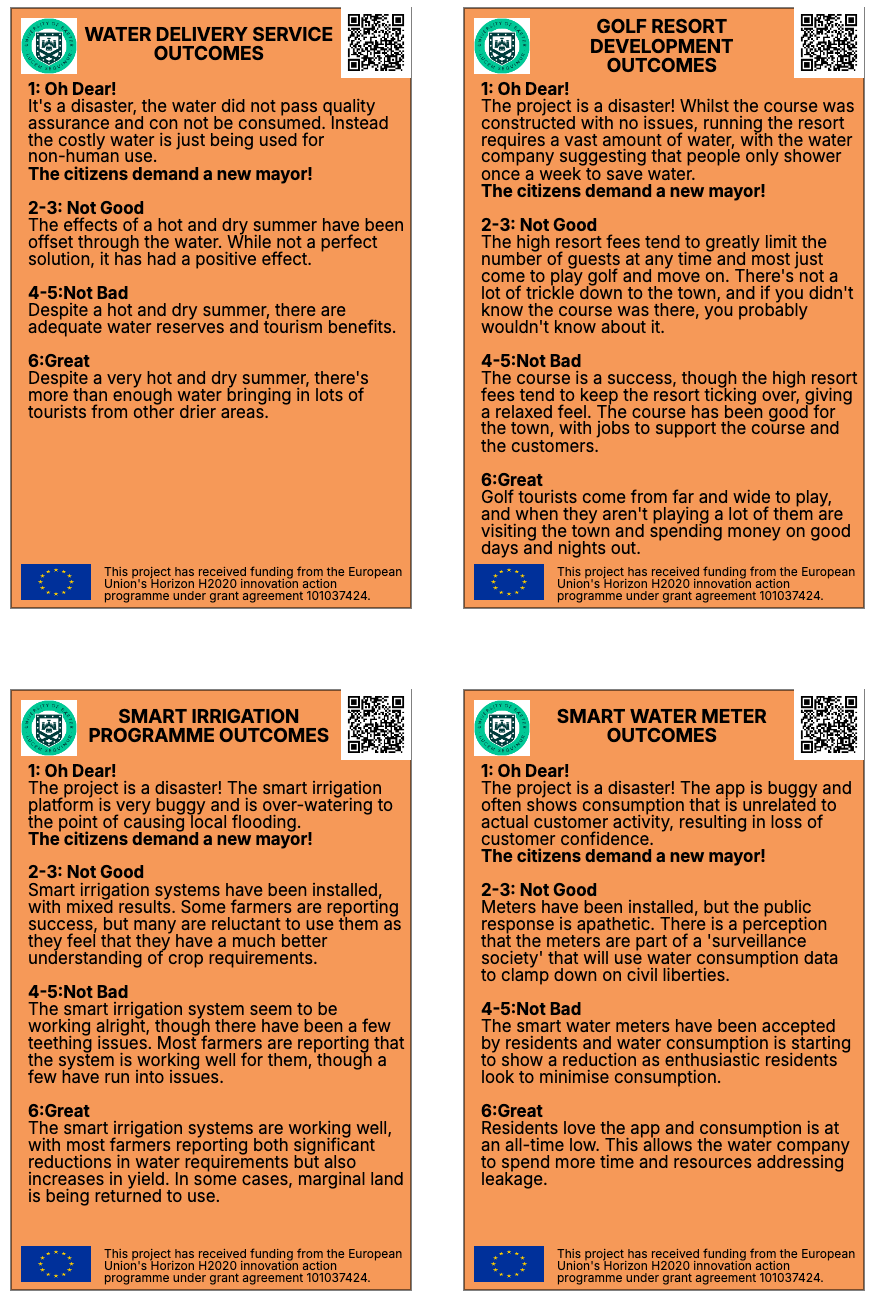 WATER DELIVERY SERVICE
OUTCOMES
1: Oh Dear!
It's a disaster, the water did not pass quality
assurance and con not be consumed. Instead
the costly water is just being used for
non-human use.
The citizens demand a new mayor!
2-3: Not Good
The effects of a hot and dry summer have been
offset through the water. While not a perfect
solution, it has had a positive effect.
4-5:Not Bad
Despite a hot and dry summer, there are
adequate water reserves and tourism benefits.
6:Great
Despite a very hot and dry summer, there's
more than enough water bringing in lots of
tourists from other drier areas.
This project has received funding from the European
Union's Horizon H2020 innovation action
programme under grant agreement 101037424.
GOLF RESORT
DEVELOPMENT
OUTCOMES
1: Oh Dear!
The project is a disaster! Whilst the course was
constructed with no issues, running the resort
requires a vast amount of water, with the water
company suggesting that people only shower
once a week to save water.
The citizens demand a new mayor!
2-3: Not Good
The high resort fees tend to greatly limit the
number of guests at any time and most just
come to play golf and move on. There's not a
lot of trickle down to the town, and if you didn't
know the course was there, you probably
wouldn't know about it.
4-5:Not Bad
The course is a success, though the high resort
fees tend to keep the resort ticking over, giving
a relaxed feel. The course has been good for
the town, with jobs to support the course and
the customers.
6:Great
Golf tourists come from far and wide to play,
and when they aren't playing a lot of them are
visiting the town and spending money on good
days and nights out.
This project has received funding from the European
Union's Horizon H2020 innovation action
programme under grant agreement 101037424.
UNIVERSITY OF EXETER
LUCEM SEQUIMUR
SMART IRRIGATION
PROGRAMME OUTCOMES
1: Oh Dear!
The project is a disaster! The smart irrigation
platform is very buggy and is over-watering to
the point of causing local flooding.
The citizens demand a new mayor!
2-3: Not Good
Smart irrigation systems have been installed,
with mixed results. Some farmers are reporting
success, but many are reluctant to use them as
they feel that they have a much better
understanding of crop requirements.
4-5:Not Bad
The smart irrigation system seem to be
working alright, though there have been a few
teething issues. Most farmers are reporting that
the system is working well for them, though a
few have run into issues.
6:Great
The smart irrigation systems are working well,
with most farmers reporting both significant
reductions in water requirements but also
increases in yield. In some cases, marginal land
is being returned to use.
This project has received funding from the European
Union's Horizon H2020 innovation action
programme under grant agreement 101037424.
SMART WATER METER
OUTCOMES
1: Oh Dear!
The project is a disaster! The app is buggy and
often shows consumption that is unrelated to
actual customer activity, resulting in loss of
customer confidence.
The citizens demand a new mayor!
2-3: Not Good
Meters have been installed, but the public
response is apathetic. There is a perception
that the meters are part of a 'surveillance
society' that will use water consumption data
to clamp down on civil liberties.
4-5:Not Bad
The smart water meters have been accepted
by residents and water consumption is starting
to show a reduction as enthusiastic residents
look to minimise consumption.
6:Great
Residents love the app and consumption is at
an all-time low. This allows the water company
to spend more time and resources addressing
leakage.
This project has received funding from the European
Union's Horizon H2020 innovation action
programme under grant agreement 101037424.